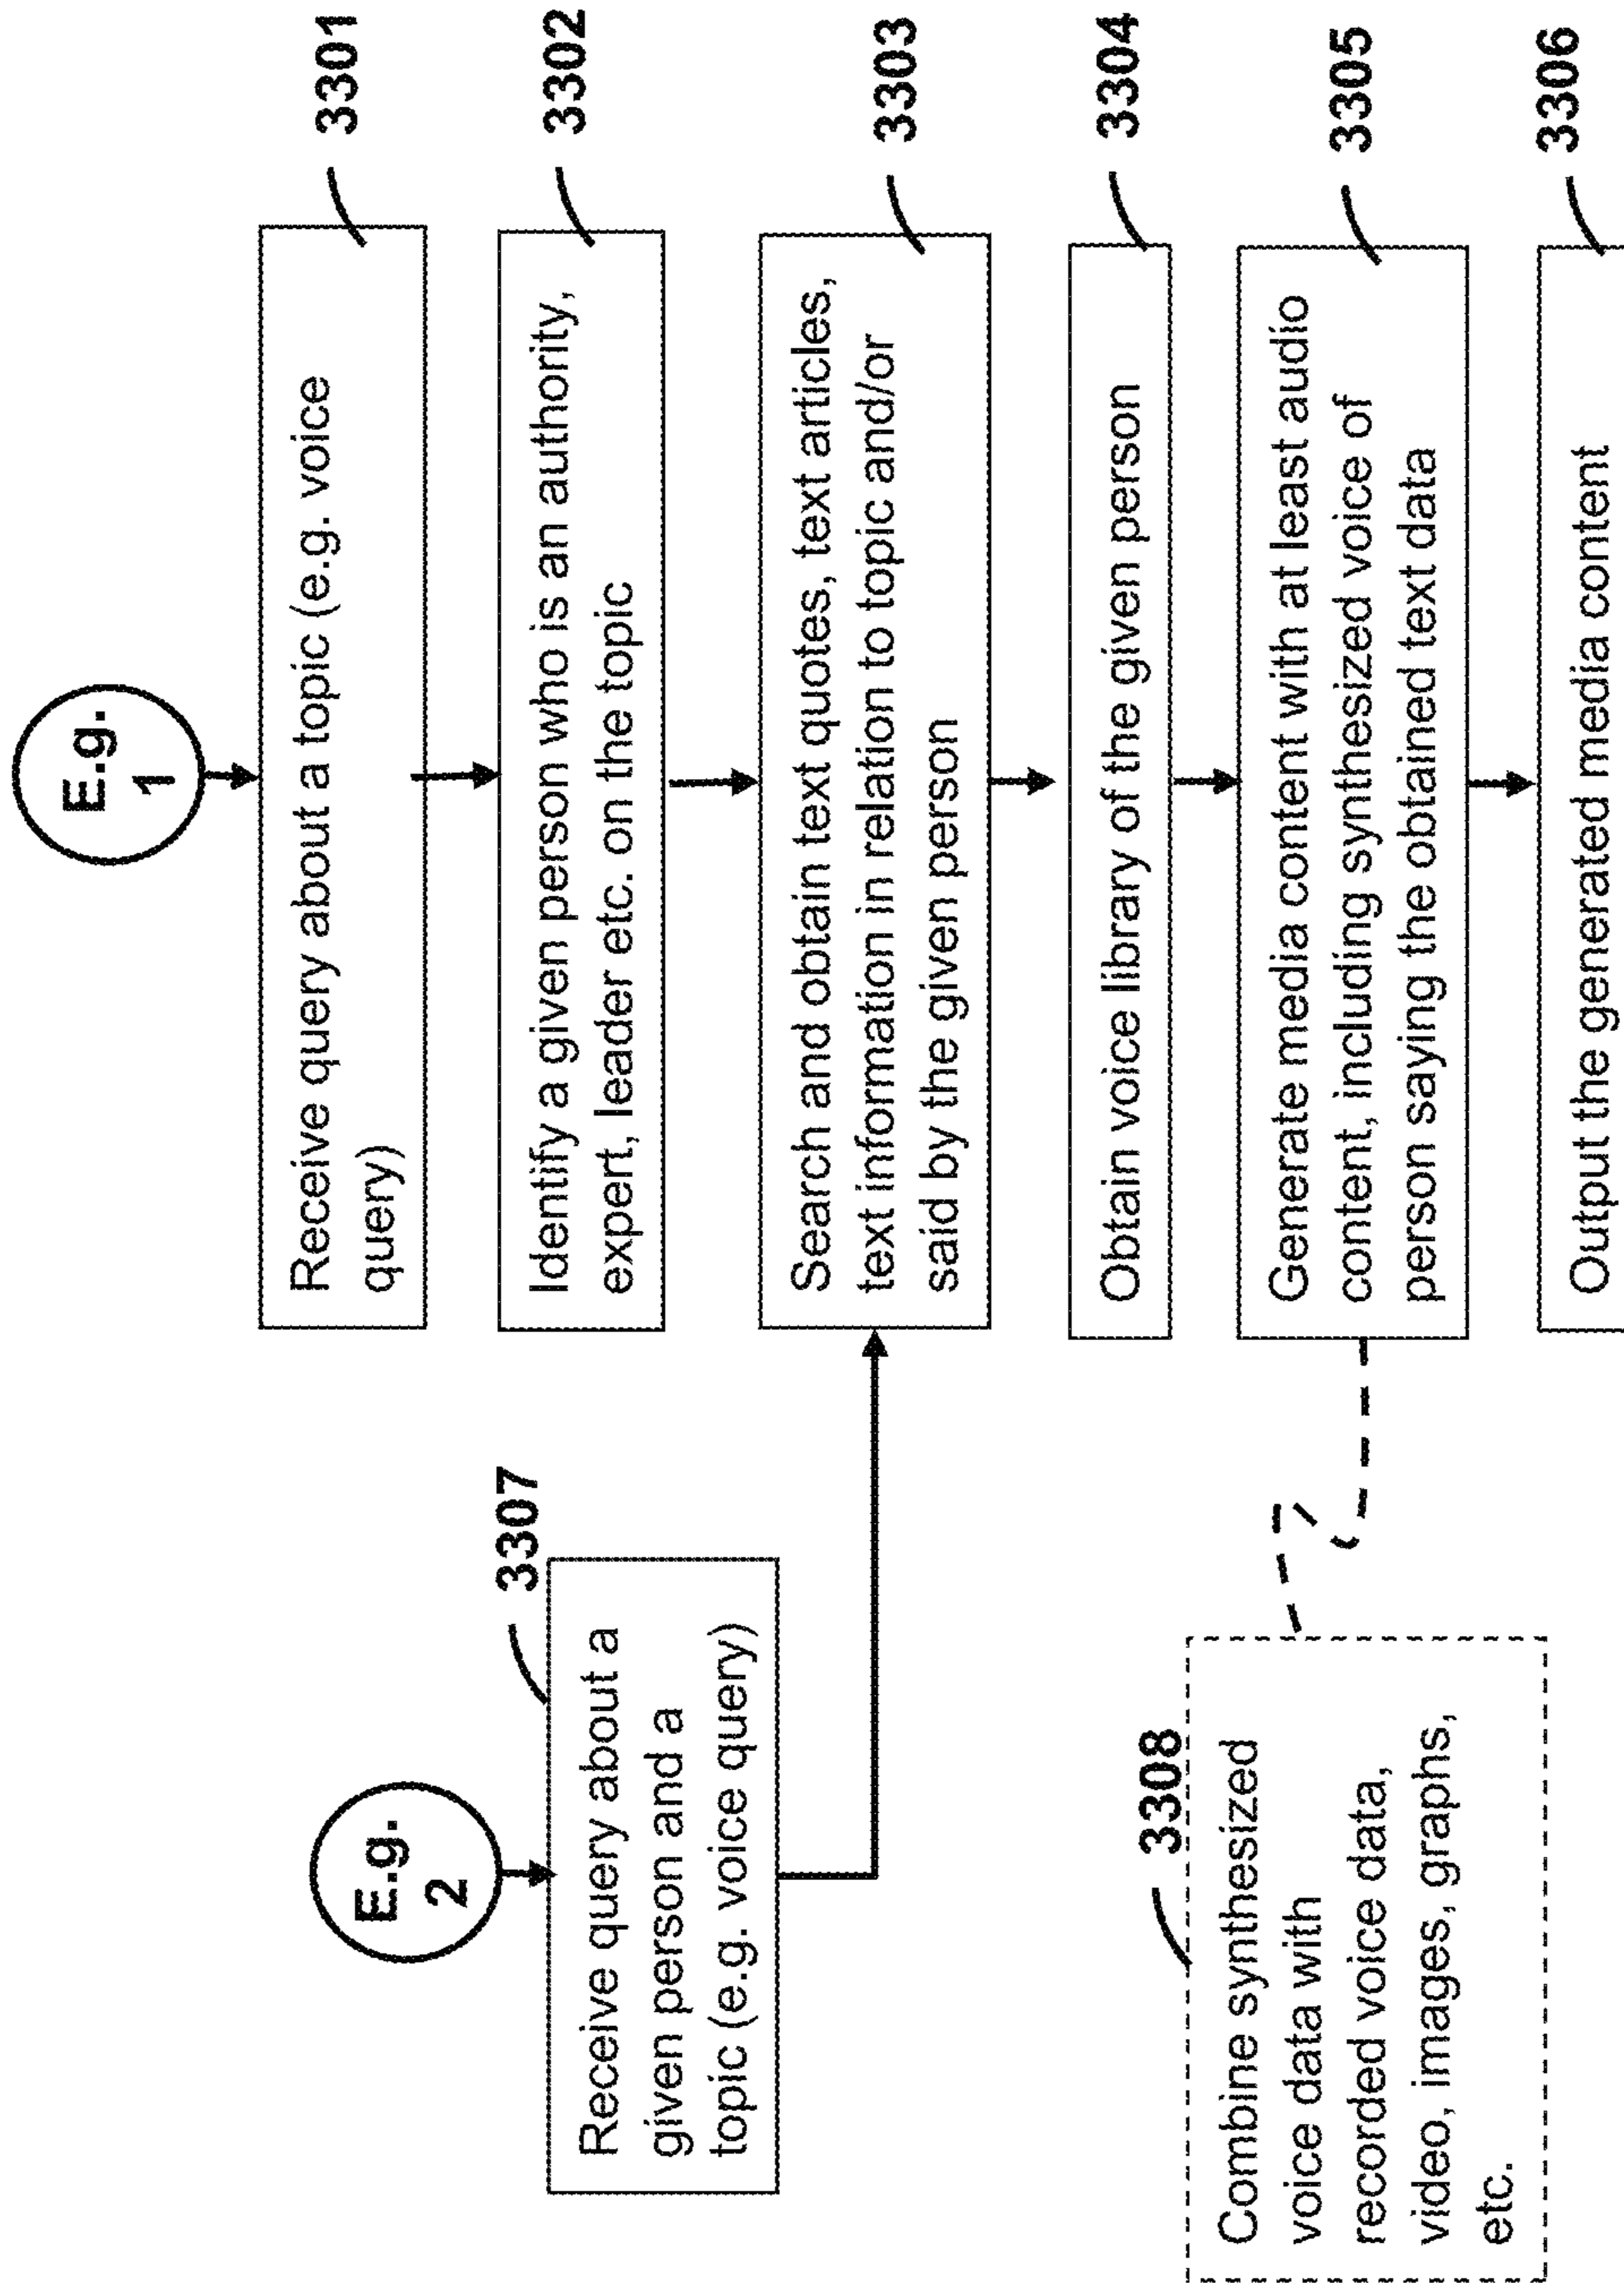 E.g.
1
Receive query about a topic (e.g. voice
query)
3301
Identify a given person who is an authority,
expert, leader etc. on the topic
3302
Search and obtain text quotes, text articles,
text information in relation to topic and/or
said by the given person
3303
Obtain voice library of the given person
3304
Generate media content with at least audio
content, including synthesized voice of
person saying the obtained text data
3305
Output the generated media content
3306
E.g.
2
3307
Receive query about a
given person and a
topic (e.g. voice query)
3308
Combine synthesized
voice data with
recorded voice data,
video, images, graphs,
etc.